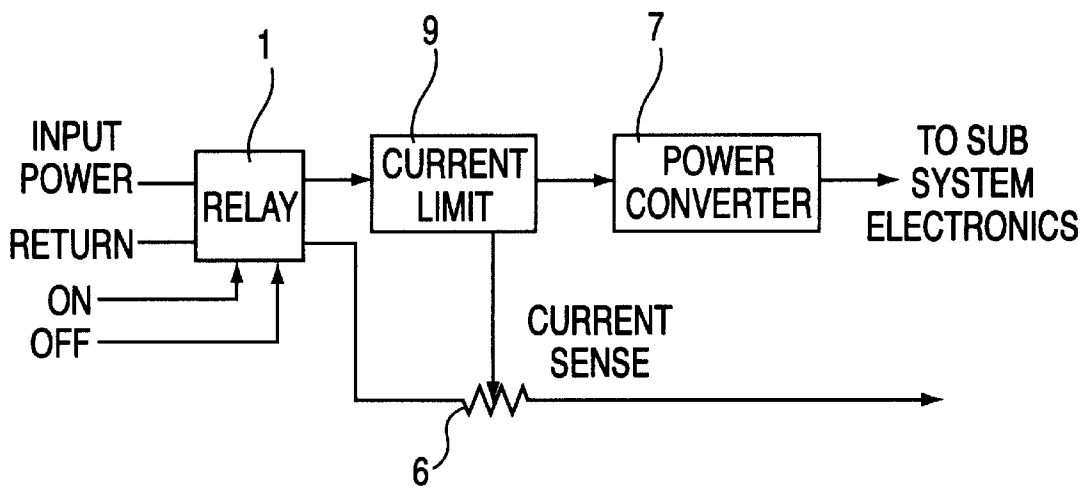 1
9
7
INPUT
POWER
RELAY
CURRENT
LIMIT
POWER
CONVERTER
TO SUB
SYSTEM
ELECTRONICS
RETURN
ON
OFF
CURRENT
SENSE
6